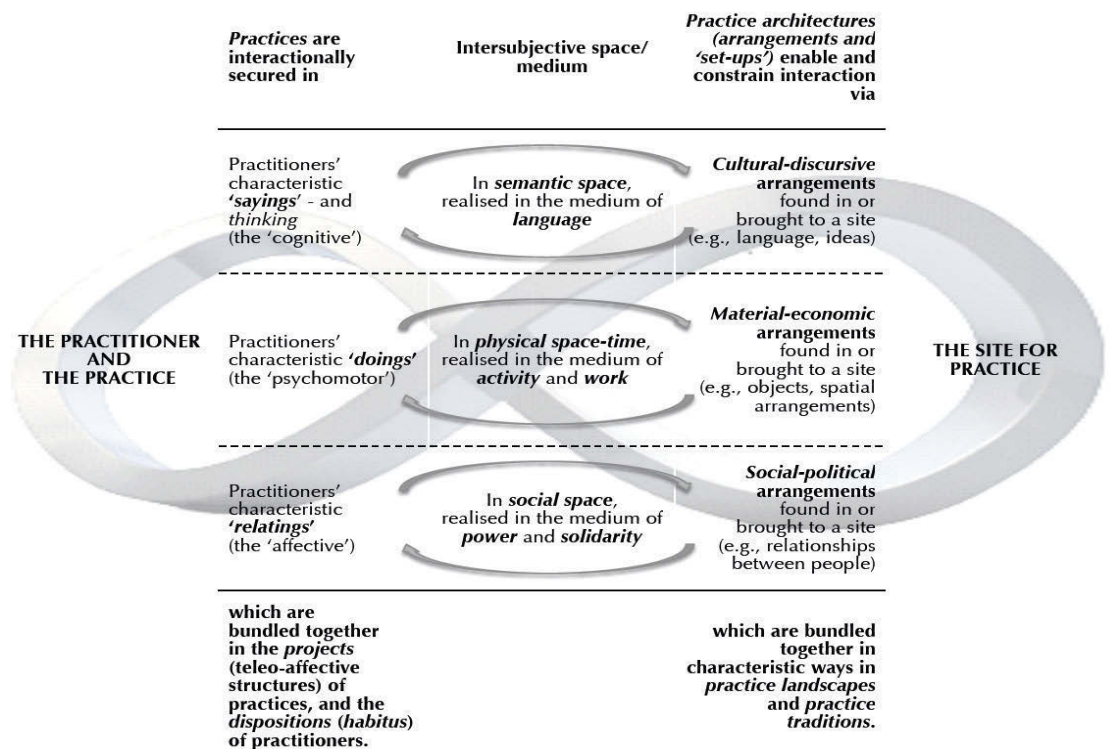 Practices are
interactionally
secured in
Intersubjective space/
medium
Practice architectures
(arrangements and
‘set-ups’) enable and
constrain interaction
via
THE PRACTITIONER
AND
THE PRACTICE
Practitioners’
characteristic
‘sayings’ - and
thinking
(the ‘cognitive’)
In semantic space,
realised in the medium of
language
Cultural-discursive
arrangements
found in or
brought to a site
(e.g., language, ideas)
Practitioners’
characteristic ‘doings’
(the ‘psychomotor’)
In physical space-time,
realised in the medium of
activity and work
Material-economic
arrangements
found in or
brought to a site
(e.g., objects, spatial
arrangements)
THE SITE FOR
PRACTICE
Practitioners’
characteristic
‘relatings’
(the ‘affective’)
In social space,
realised in the medium of
power and solidarity
Social-political
arrangements
found in or
brought to a site
(e.g., relationships
between people)
which are
bundled together
in the projects
(teleo-affective
structures) of
practices, and the
dispositions (habitus)
of practitioners.
which are bundled
together in
characteristic ways in
practice landscapes
and practice
traditions.